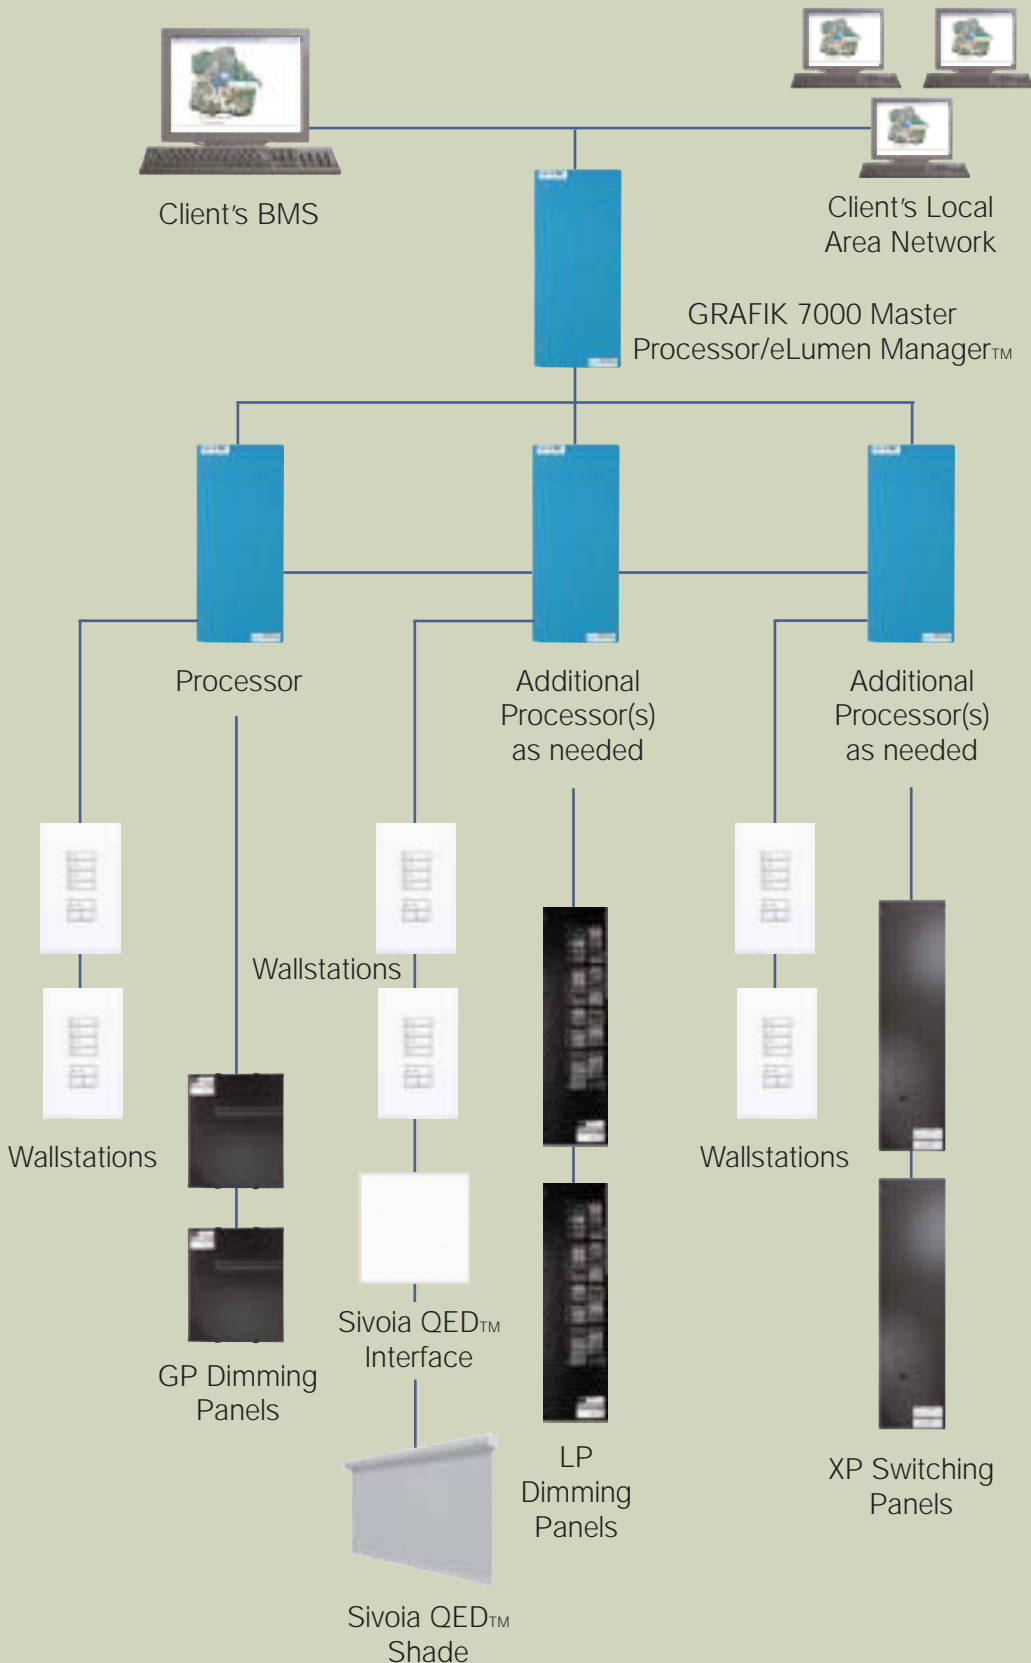 Client's BMS
Client's Local
Area Network
GRAFIK 7000 Master
Processor/eLumen Manager™
Processor
Additional
Processor(s)
as needed
Additional
Processor(s)
as needed
Wallstations
Wallstations
Wallstations
Sivoia QED™
Interface
GP Dimming
Panels
LP
Dimming
Panels
XP Switching
Panels
Sivoia QED™
Shade